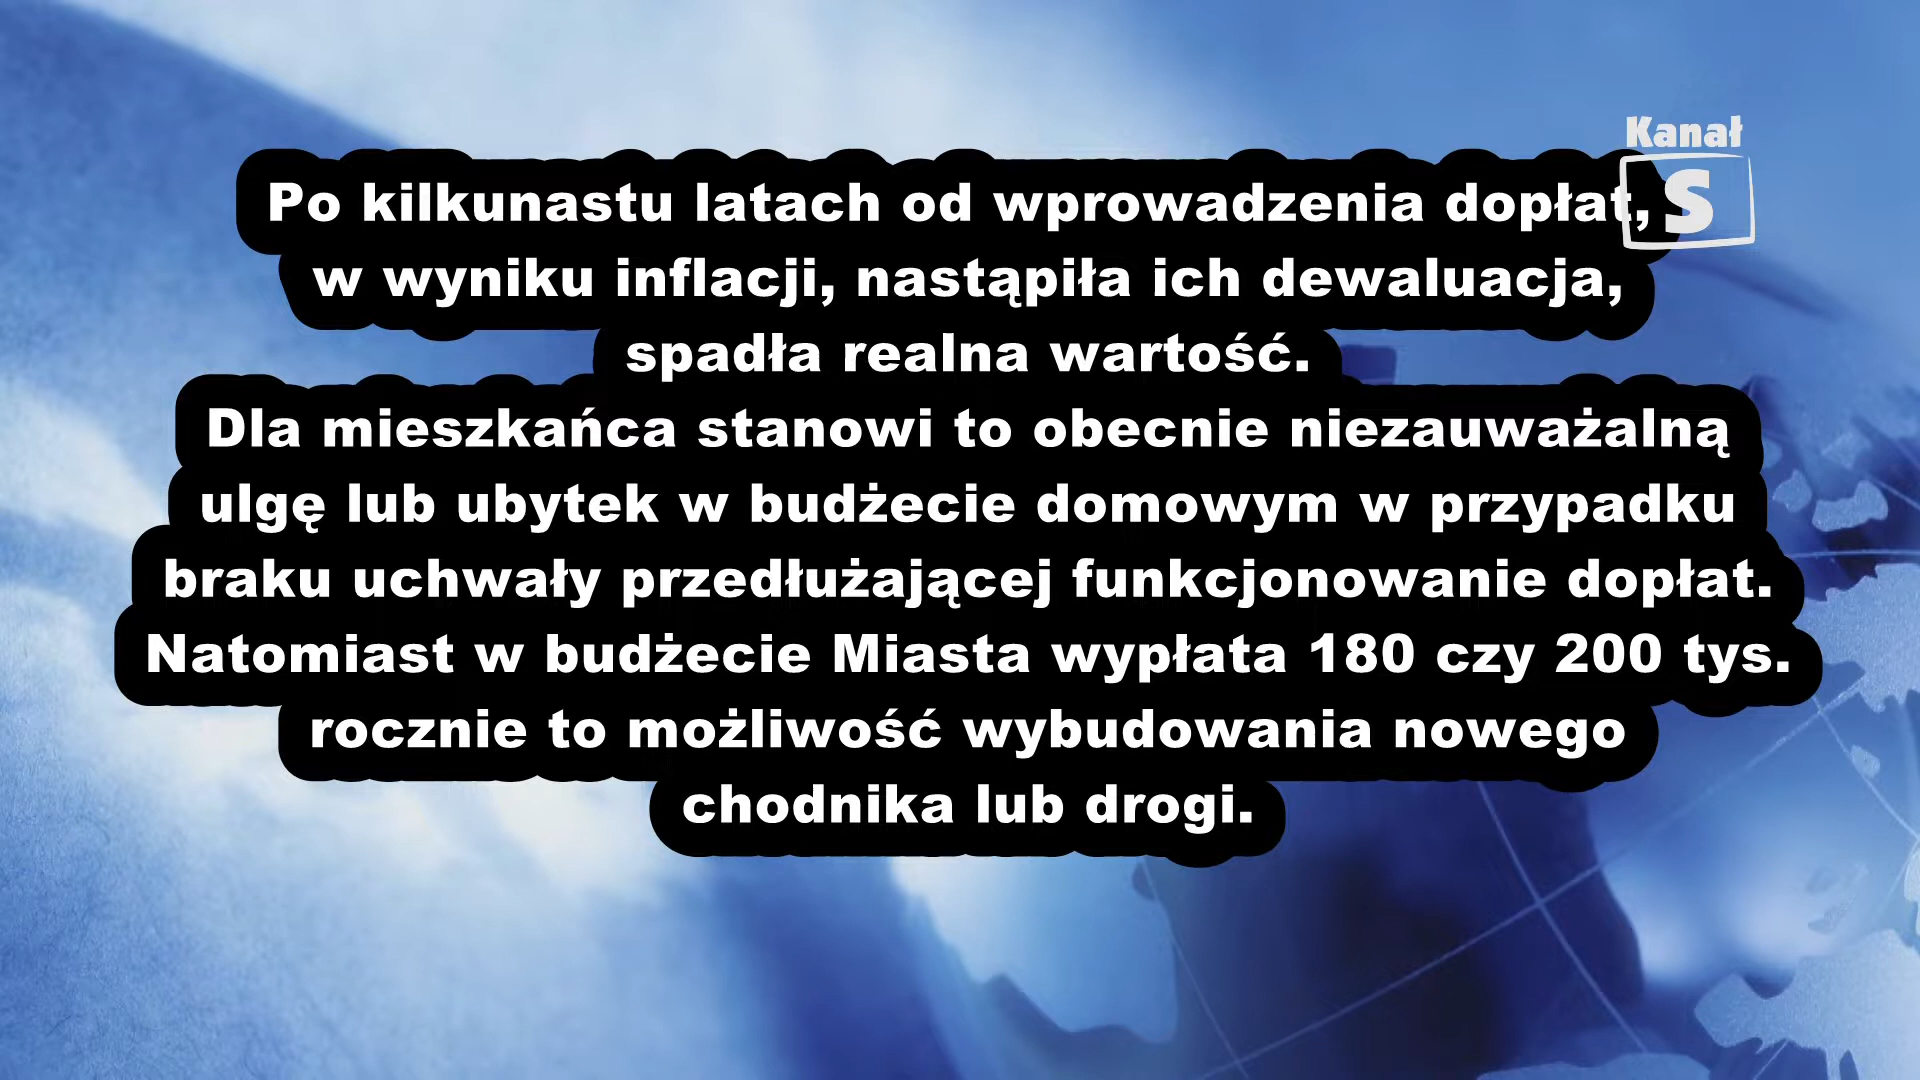 Kanał
S
Po kilkunastu latach od wprowadzenia dopłat,
w wyniku inflacji, nastąpiła ich dewaluacja,
spadła realna wartość.
Dla mieszkańca stanowi to obecnie niezauważalną
ulgę lub ubytek w budżecie domowym w przypadku
braku uchwały przedłużającej funkcjonowanie dopłat.
Natomiast w budżecie Miasta wypłata 180 czy 200 tys.
rocznie to możliwość wybudowania nowego
chodnika lub drogi.